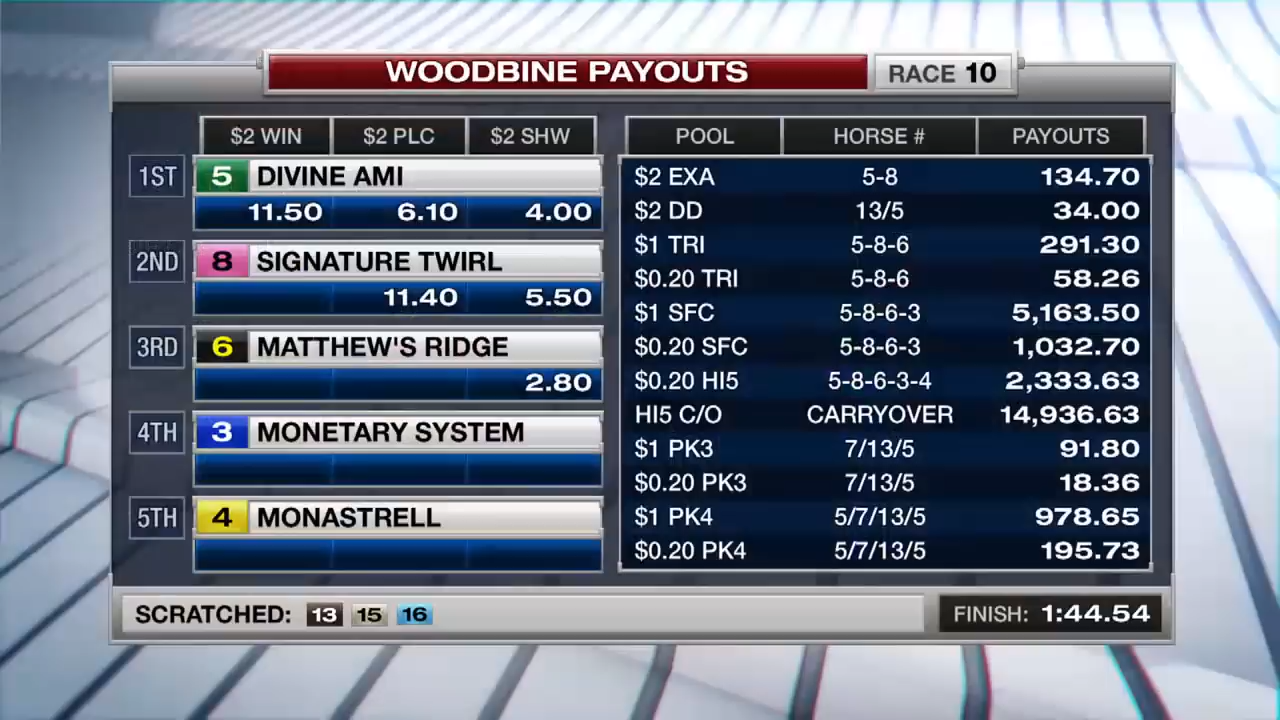 WOODBINE PAYOUTS RACE 10
$2 WIN $2 PLC $2 SHW
1ST 5 DIVINE AMI
11.50 6.10 4.00
2ND 8 SIGNATURE TWIRL
11.40 5.50
3RD 6 MATTHEW'S RIDGE
2.80
4TH 3 MONETARY SYSTEM
5TH 4 MONASTRELL
POOL HORSE # PAYOUTS
$2 EXA 5-8 134.70
$2 DD 13/5 34.00
$1 TRI 5-8-6 291.30
$0.20 TRI 5-8-6 58.26
$1 SFC 5-8-6-3 5,163.50
$0.20 SFC 5-8-6-3 1,032.70
$0.20 HI5 5-8-6-3-4 2,333.63
HI5 C/O CARRYOVER 14,936.63
$1 PK3 7/13/5 91.80
$0.20 PK3 7/13/5 18.36
$1 PK4 5/7/13/5 978.65
$0.20 PK4 5/7/13/5 195.73
SCRATCHED: 13 15 16
FINISH: 1:44.54